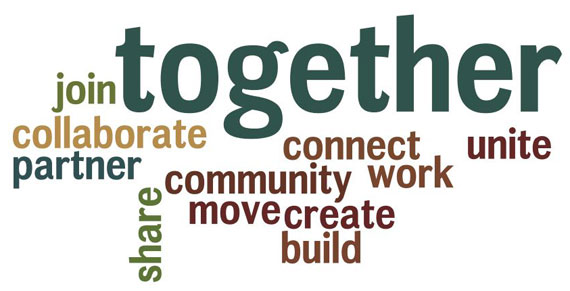 together
join
collaborate
connect
unite
partner
community
work
share
move
create
build